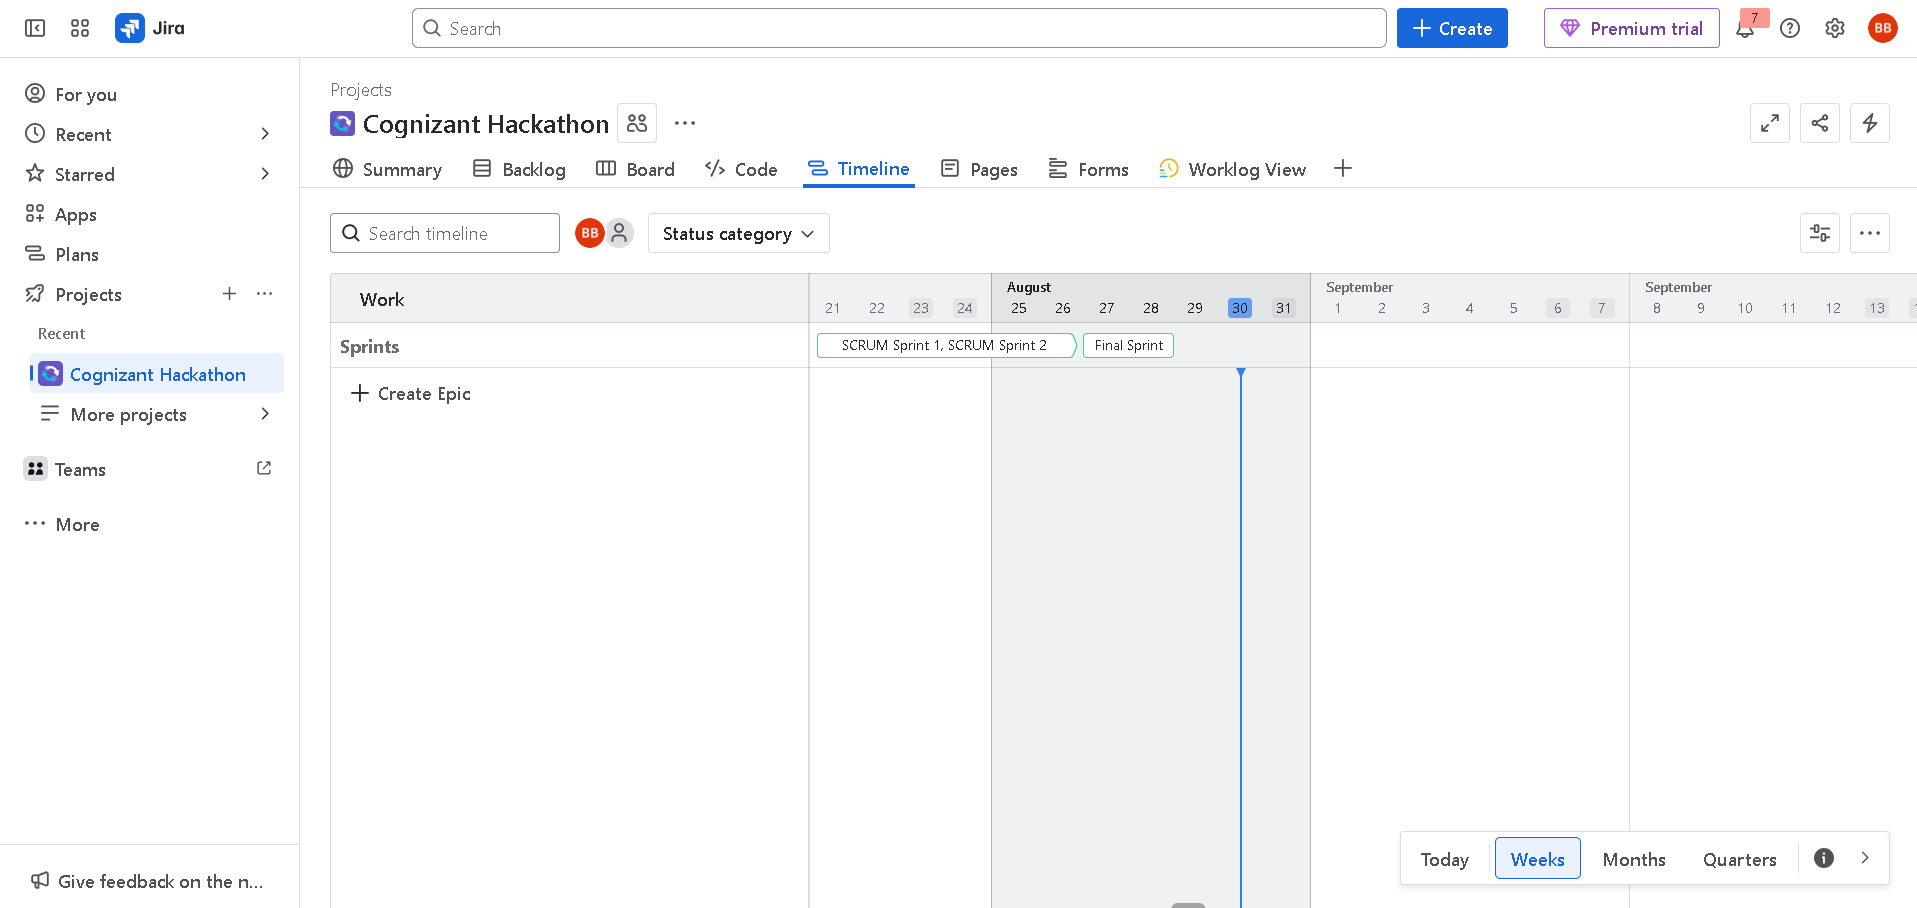 Jira
Search
Create
Premium trial
7
BB
For you
Recent
Starred
Apps
Plans
Projects
Recent
Cognizant Hackathon
More projects
Teams
More
Give feedback on the n...
Projects
Cognizant Hackathon
Summary Backlog Board Code Timeline Pages Forms Worklog View
Search timeline
BB
Status category
Work
August September September
21 22 23 24 25 26 27 28 29 30 31 1 2 3 4 5 6 7 8 9 10 11 12 13
Sprints
SCRUM Sprint 1, SCRUM Sprint 2 Final Sprint
Create Epic
Today Weeks Months Quarters